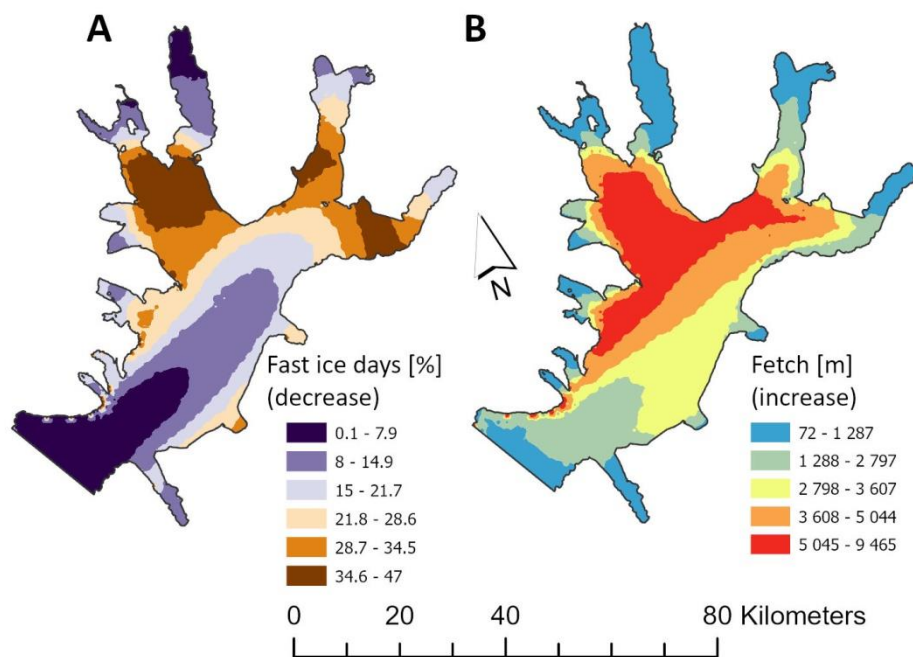 A
B
N
Fast ice days [%]
(decrease)
0.1 - 7.9
8 - 14.9
15 - 21.7
21.8 - 28.6
28.7 - 34.5
34.6 - 47
Fetch [m]
(increase)
72 - 1 287
1 288 - 2 797
2 798 - 3 607
3 608 - 5 044
5 045 - 9 465
0 20 40 80 Kilometers